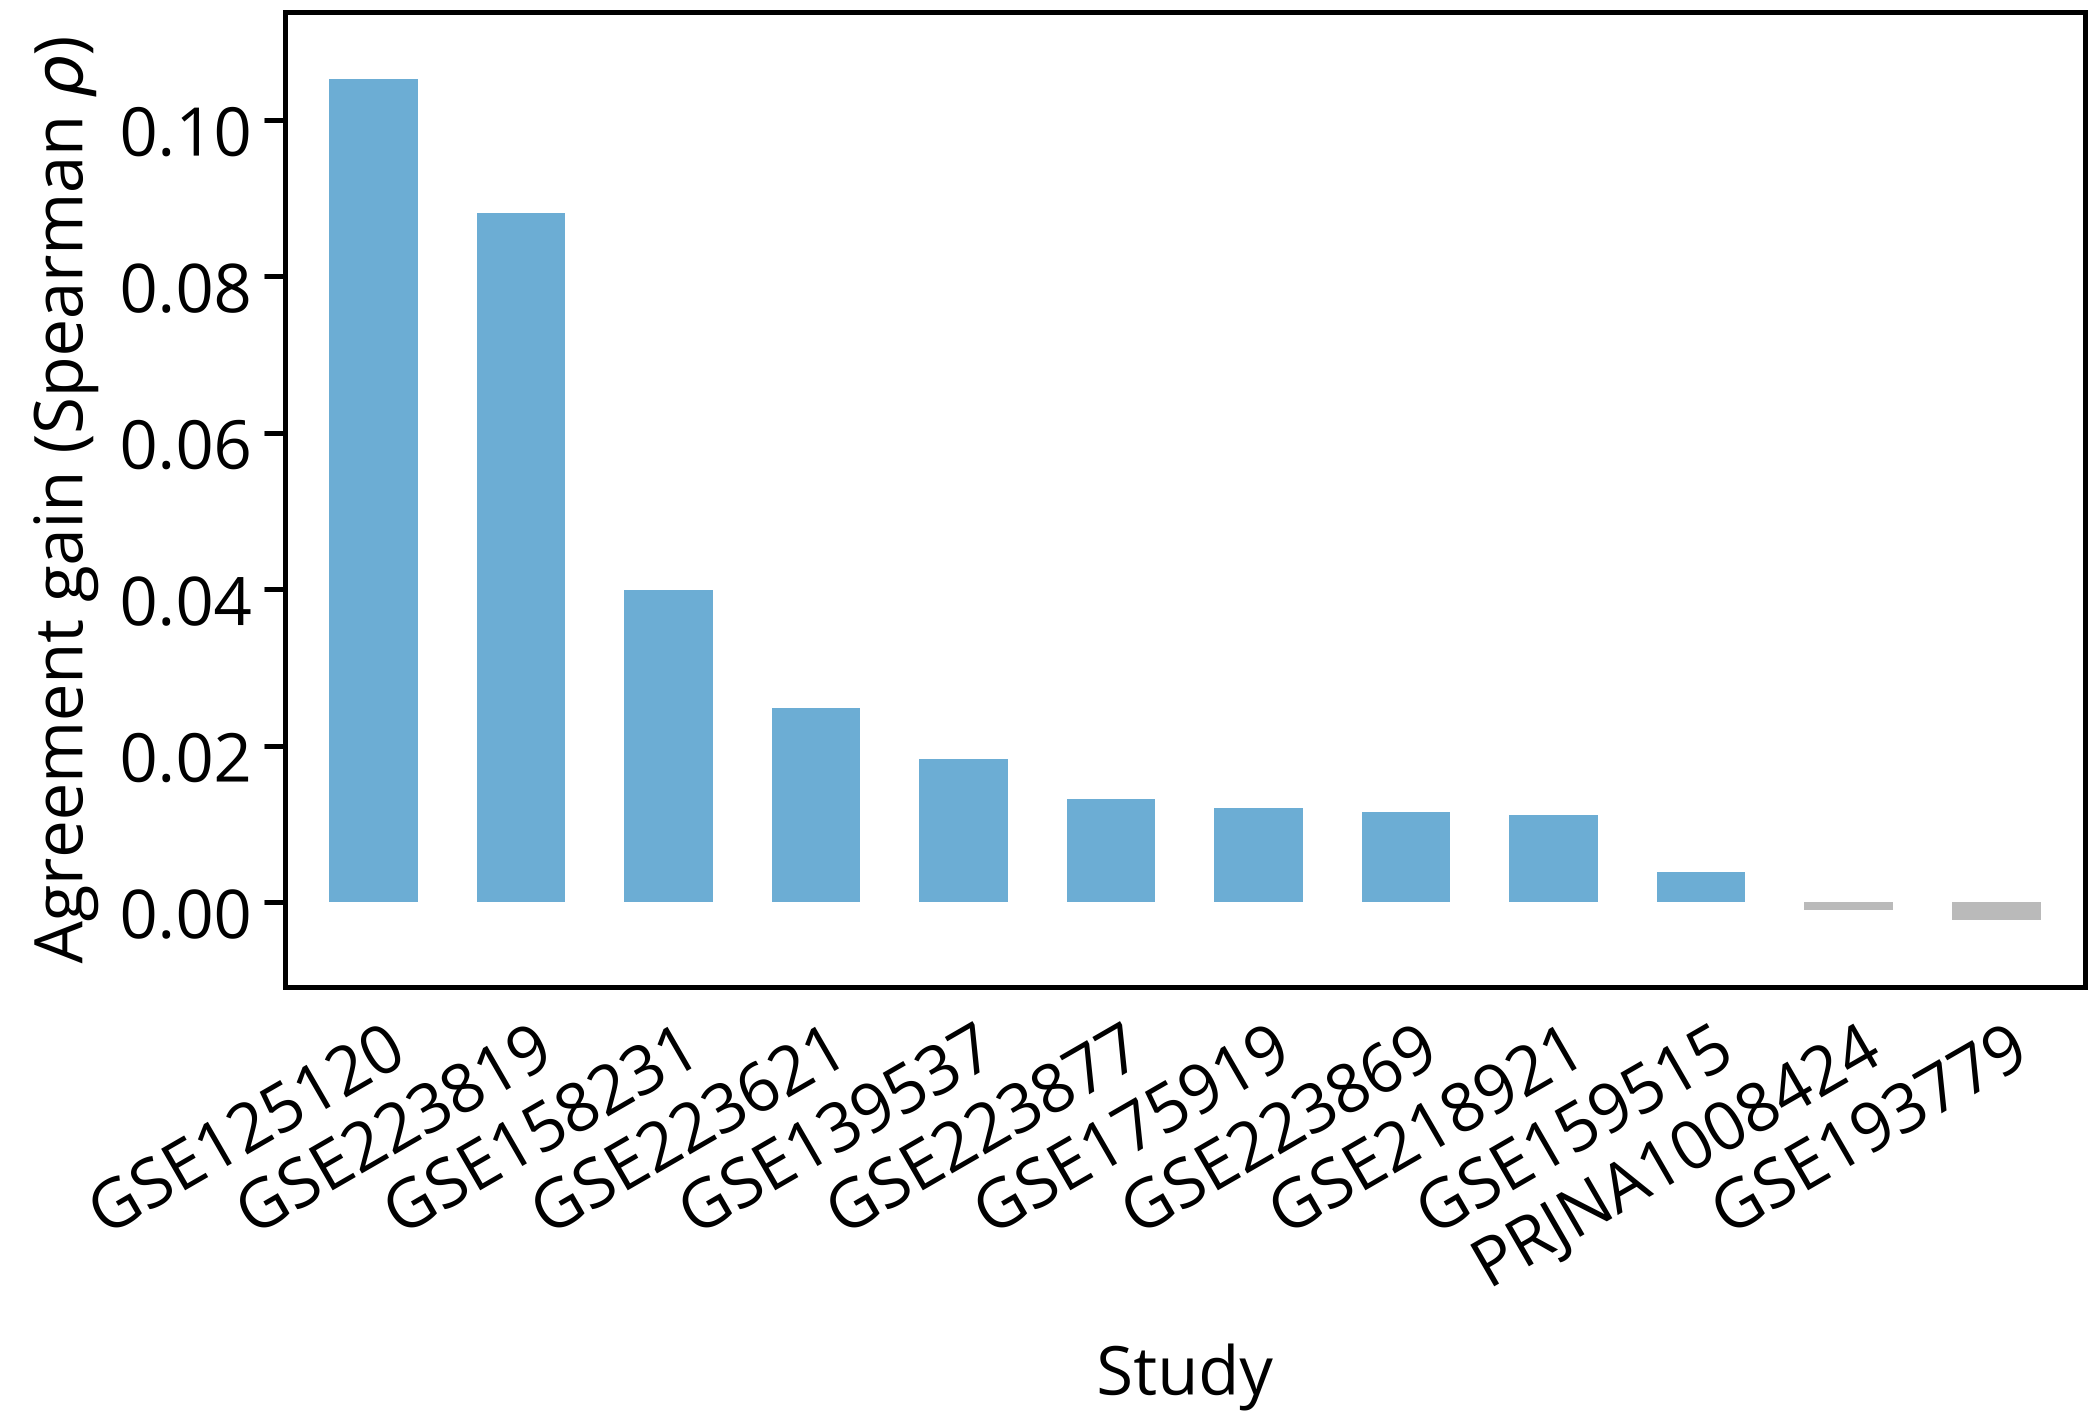 Agreement gain (Spearman ρ)
0.10
0.08
0.06
0.04
0.02
0.00
GSE125120
GSE223819
GSE158231
GSE223621
GSE139537
GSE223877
GSE175919
GSE223869
GSE218921
GSE159515
PRJNA1008424
GSE193779
Study